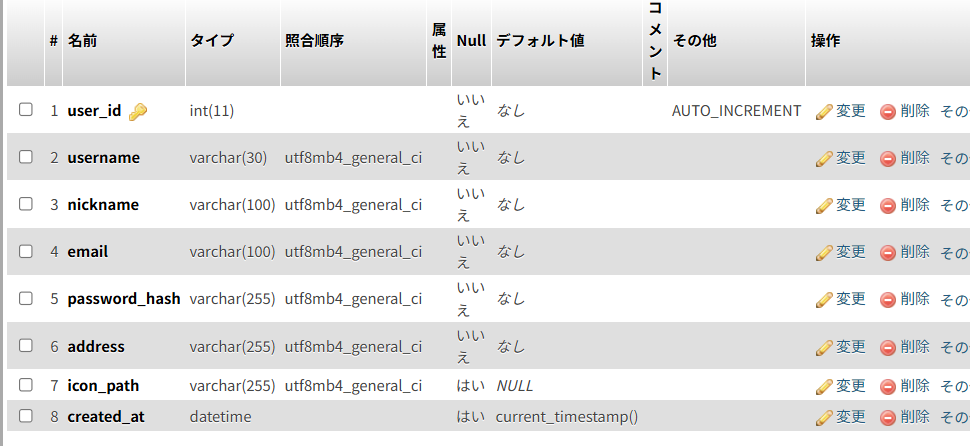 # 名前 タイプ 照合順序 属性 Null デフォルト値 コメント その他 操作
1 user_id int(11) いいえ なし AUTO_INCREMENT 変更 削除 その
2 username varchar(30) utf8mb4_general_ci いいえ なし 変更 削除 その
3 nickname varchar(100) utf8mb4_general_ci いいえ なし 変更 削除 その
4 email varchar(100) utf8mb4_general_ci いいえ なし 変更 削除 その
5 password_hash varchar(255) utf8mb4_general_ci いいえ なし 変更 削除 その
6 address varchar(255) utf8mb4_general_ci いいえ なし 変更 削除 その
7 icon_path varchar(255) utf8mb4_general_ci はい NULL 変更 削除 その
8 created_at datetime はい current_timestamp() 変更 削除 その